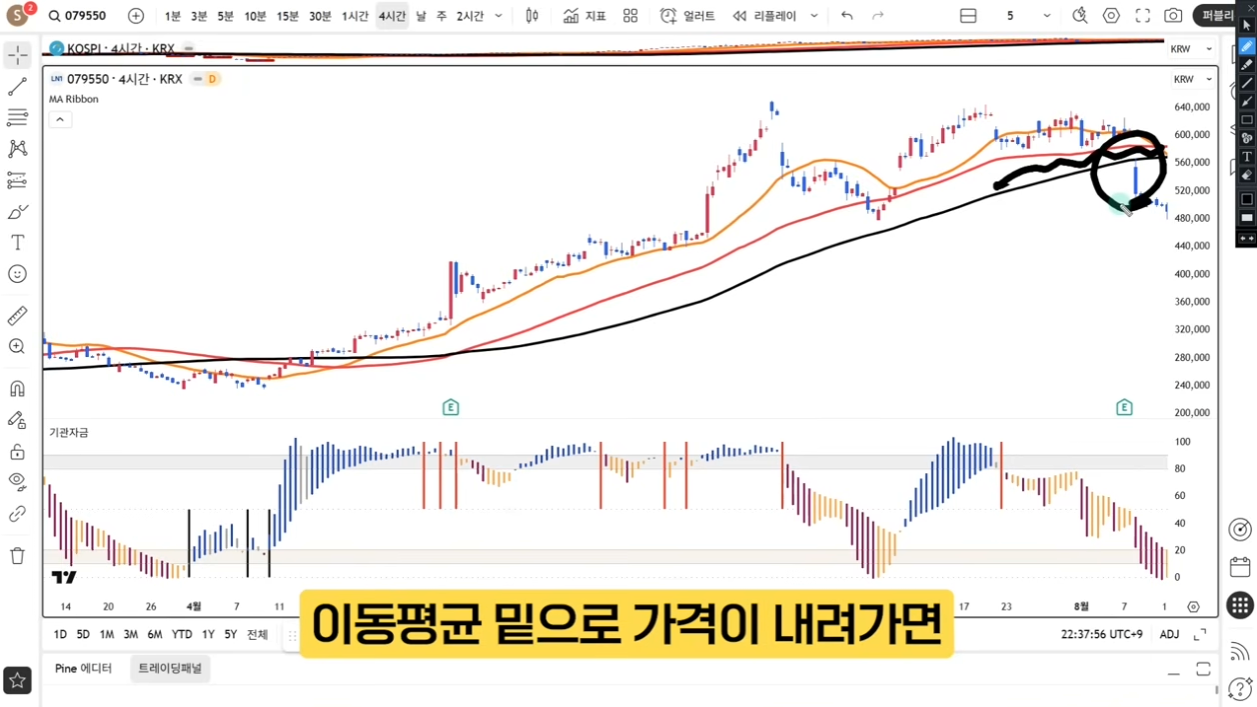 S 2 079550 1분 3분 5분 10분 15분 30분 1시간 4시간 날 주 2시간 지표 얼러트 리플레이 5 퍼블리
KOSPI · 4시간 · KRX KRW
LN1 079550 · 4시간 · KRX D KRW
MA Ribbon
640,000
600,000
560,000
520,000
480,000
440,000
400,000
360,000
320,000
280,000
240,000
200,000
E E
기관자금
100
80
60
40
20
0
14 20 26 4월 7 11 17 23 8월 7 1
이동평균 밑으로 가격이 내려가면
1D 5D 1M 3M 6M YTD 1Y 5Y 전체 22:37:56 UTC+9 ADJ
Pine 에디터 트레이딩패널